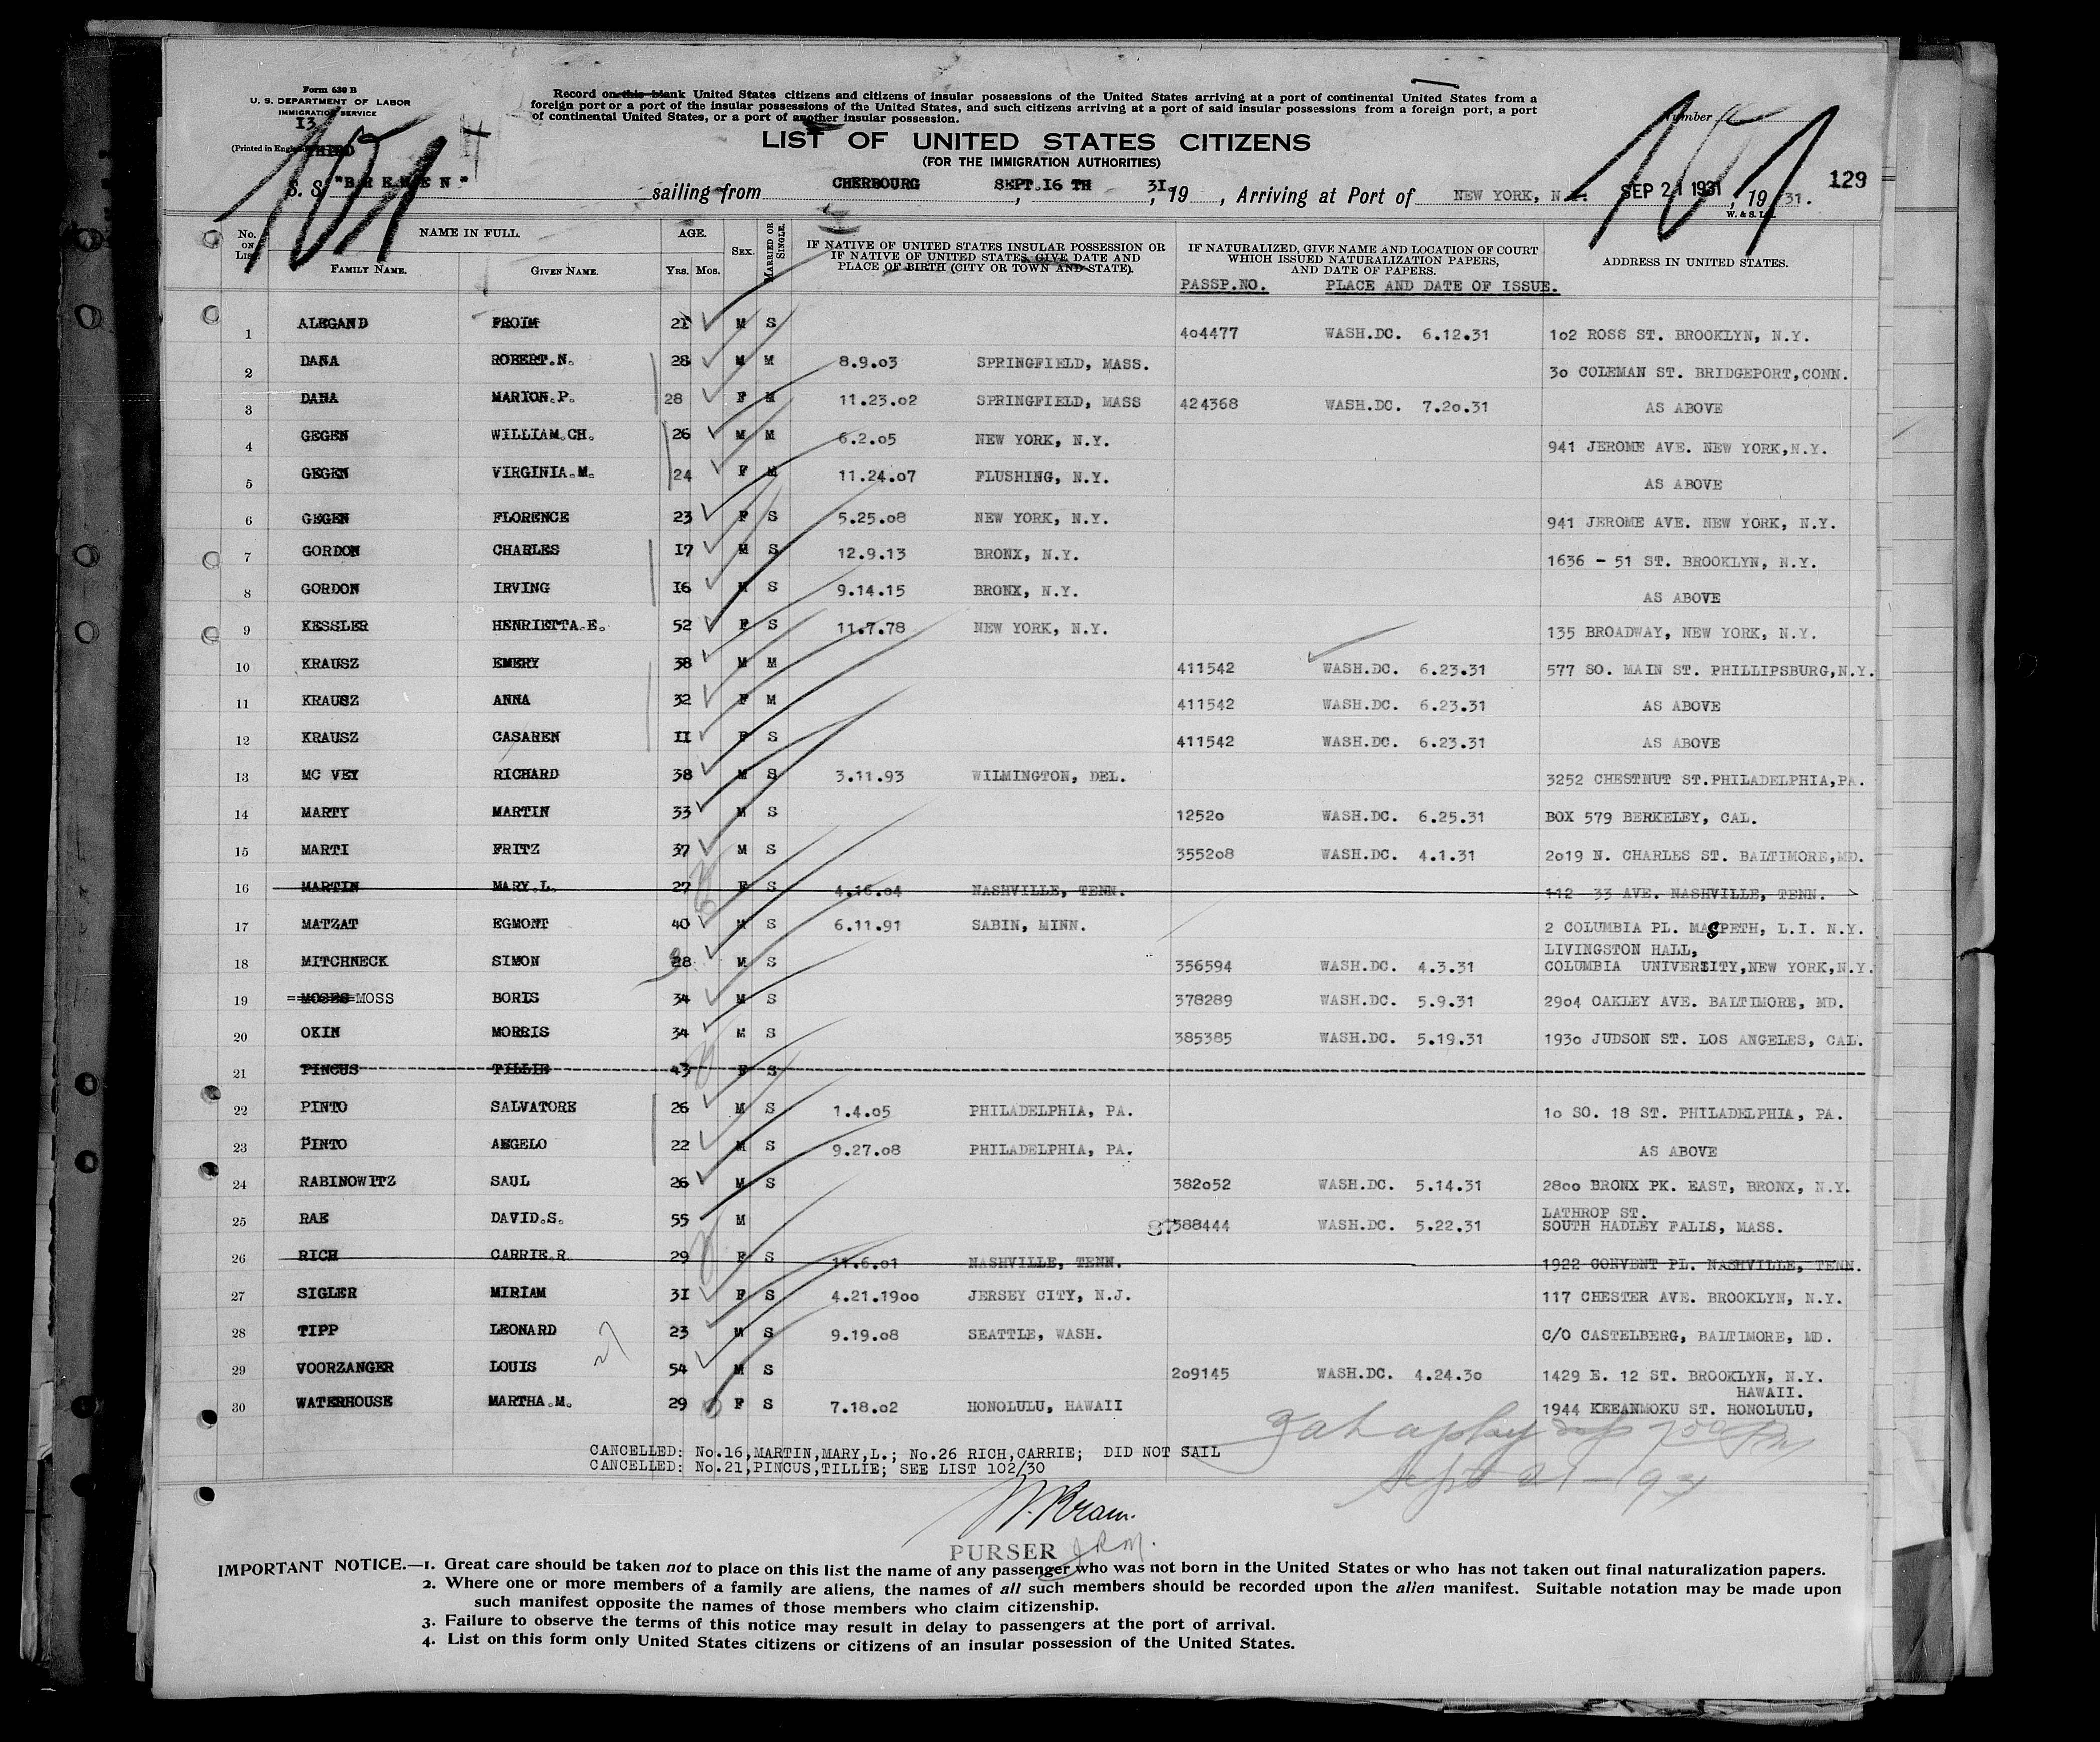 Form 630 B
U. S. DEPARTMENT OF LABOR
IMMIGRATION SERVICE
13
(Printed in England) THIRD
Record on this blank United States citizens and citizens of insular possessions of the United States arriving at a port of continental United States from a
foreign port or a port of the insular possessions of the United States, and such citizens arriving at a port of said insular possessions from a foreign port, a port
of continental United States, or a port of another insular possession.
Number
LIST OF UNITED STATES CITIZENS
(FOR THE IMMIGRATION AUTHORITIES)
S. S. "BREMEN" sailing from CHERBOURG SEPT.16 TH 31, 19 , Arriving at Port of NEW YORK, N.Y. SEP 21 1931, 19 31. 129
W. & S. Ld.
No. ON LIST. NAME IN FULL. FAMILY NAME. GIVEN NAME. AGE. YRS. MOS. SEX. MARRIED OR SINGLE.
IF NATIVE OF UNITED STATES INSULAR POSSESSION OR
IF NATIVE OF UNITED STATES, GIVE DATE AND
PLACE OF BIRTH (CITY OR TOWN AND STATE).
IF NATURALIZED, GIVE NAME AND LOCATION OF COURT
WHICH ISSUED NATURALIZATION PAPERS,
AND DATE OF PAPERS.
ADDRESS IN UNITED STATES.
PASSP.NO. PLACE AND DATE OF ISSUE.
1 ALEGAND FROIM 21 M S 404477 WASH.DC. 6.12.31 102 ROSS ST. BROOKLYN, N.Y.
2 DANA ROBERT.N. 28 M M 8.9.03 SPRINGFIELD, MASS. 30 COLEMAN ST. BRIDGEPORT,CONN.
3 DANA MARION.P. 28 F M 11.23.02 SPRINGFIELD, MASS 424368 WASH.DC. 7.20.31 AS ABOVE
4 GEGEN WILLIAM.CH. 26 M M 6.2.05 NEW YORK, N.Y. 941 JEROME AVE. NEW YORK,N.Y.
5 GEGEN VIRGINIA.M. 24 F M 11.24.07 FLUSHING, N.Y. AS ABOVE
6 GEGEN FLORENCE 23 F S 5.25.08 NEW YORK, N.Y. 941 JEROME AVE. NEW YORK, N.Y.
7 GORDON CHARLES 17 M S 12.9.13 BRONX, N.Y. 1636 - 51 ST. BROOKLYN, N.Y.
8 GORDON IRVING 16 M S 9.14.15 BRONX, N.Y. AS ABOVE
9 KESSLER HENRIETTA.E. 52 F S 11.7.78 NEW YORK, N.Y. 135 BROADWAY, NEW YORK, N.Y.
10 KRAUSZ EMERY 38 M M 411542 WASH.DC. 6.23.31 577 SO. MAIN ST. PHILLIPSBURG,N.Y.
11 KRAUSZ ANNA 32 F M 411542 WASH.DC. 6.23.31 AS ABOVE
12 KRAUSZ CASAREN 11 F S 411542 WASH.DC. 6.23.31 AS ABOVE
13 MC VEY RICHARD 38 M S 3.11.93 WILMINGTON, DEL. 3252 CHESTNUT ST.PHILADELPHIA,PA.
14 MARTY MARTIN 33 M S 12520 WASH.DC. 6.25.31 BOX 579 BERKELEY, CAL.
15 MARTI FRITZ 37 M S 355208 WASH.DC. 4.1.31 2019 N. CHARLES ST. BALTIMORE,MD.
16 MARTIN MARY.L. 27 F S 4.16.04 NASHVILLE, TENN. 112 33 AVE. NASHVILLE, TENN.
17 MATZAT EGMONT 40 M S 6.11.91 SABIN, MINN. 2 COLUMBIA PL. MASPETH, L.I. N.Y.
LIVINGSTON HALL,
18 MITCHNECK SIMON 28 M S 356594 WASH.DC. 4.3.31 COLUMBIA UNIVERSITY,NEW YORK,N.Y.
19 MOSES MOSS BORIS 34 M S 378289 WASH.DC. 5.9.31 2904 OAKLEY AVE. BALTIMORE, MD.
20 OKIN MORRIS 34 M S 385385 WASH.DC. 5.19.31 1930 JUDSON ST. LOS ANGELES, CAL.
21 PINCUS TILLIE 43 F S
22 PINTO SALVATORE 26 M S 1.4.05 PHILADELPHIA, PA. 10 SO. 18 ST. PHILADELPHIA, PA.
23 PINTO ANGELO 22 M S 9.27.08 PHILADELPHIA, PA. AS ABOVE
24 RABINOWITZ SAUL 26 M S 382052 WASH.DC. 5.14.31 2800 BRONX PK. EAST, BRONX, N.Y.
LATHROP ST.
25 RAE DAVID.S. 55 M 388444 WASH.DC. 5.22.31 SOUTH HADLEY FALLS, MASS.
26 RICH CARRIE.R. 29 F S 11.6.01 NASHVILLE, TENN. 1922 CONVENT PL. NASHVILLE, TENN.
27 SIGLER MIRIAM 31 F S 4.21.1900 JERSEY CITY, N.J. 117 CHESTER AVE. BROOKLYN, N.Y.
28 TIPP LEONARD 23 M S 9.19.08 SEATTLE, WASH. C/O CASTELBERG, BALTIMORE, MD.
29 VOORZANGER LOUIS 54 M S 209145 WASH.DC. 4.24.30 1429 E. 12 ST. BROOKLYN, N.Y.
HAWAII.
30 WATERHOUSE MARTHA.M. 29 F S 7.18.02 HONOLULU, HAWAII 1944 KEEANMOKU ST. HONOLULU,
CANCELLED: No.16,MARTIN,MARY,L.; No.26 RICH,CARRIE; DID NOT SAIL
CANCELLED: No.21,PINCUS,TILLIE; SEE LIST 102/30
Sept 21-1931
PURSER J.R.M.
IMPORTANT NOTICE.—1. Great care should be taken not to place on this list the name of any passenger who was not born in the United States or who has not taken out final naturalization papers.
2. Where one or more members of a family are aliens, the names of all such members should be recorded upon the alien manifest. Suitable notation may be made upon
such manifest opposite the names of those members who claim citizenship.
3. Failure to observe the terms of this notice may result in delay to passengers at the port of arrival.
4. List on this form only United States citizens or citizens of an insular possession of the United States.